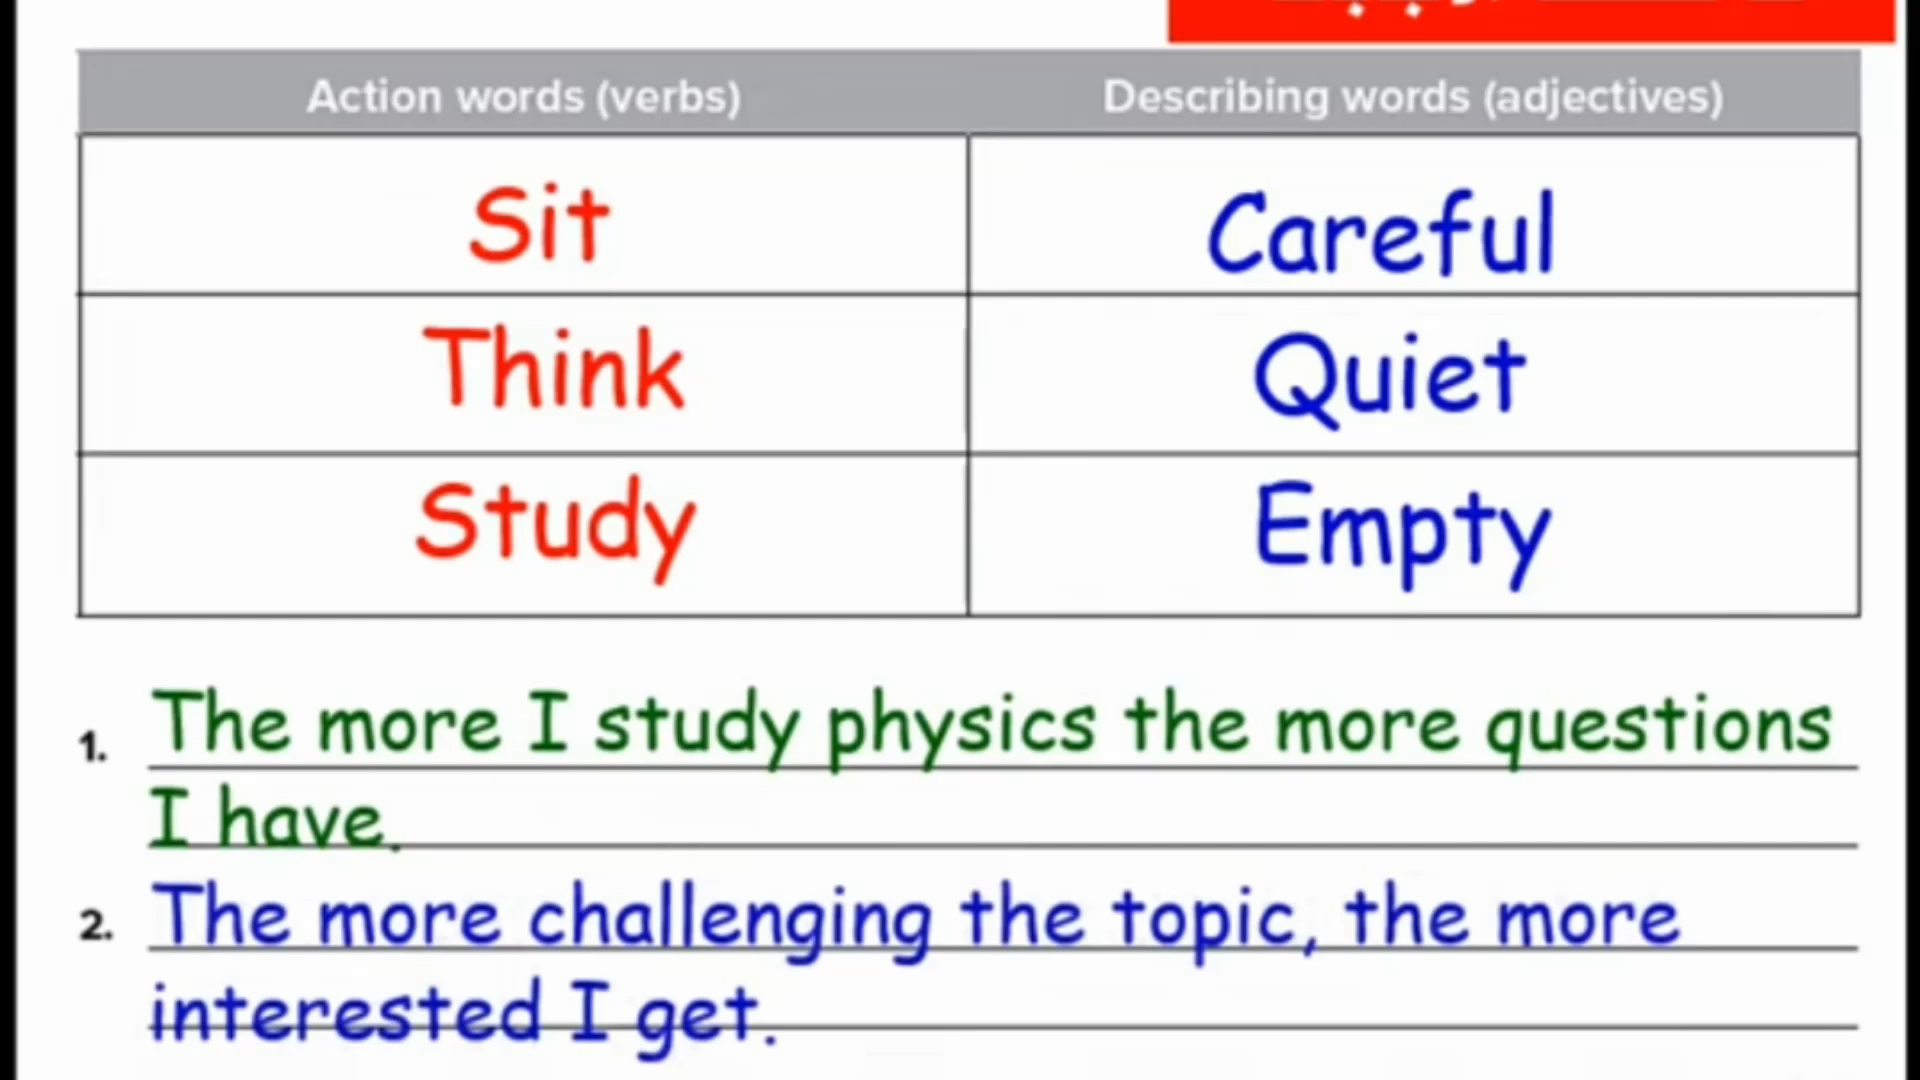 Action words (verbs) Describing words (adjectives)
Sit Careful
Think Quiet
Study Empty
1. The more I study physics the more questions
I have.
2. The more challenging the topic, the more
interested I get.